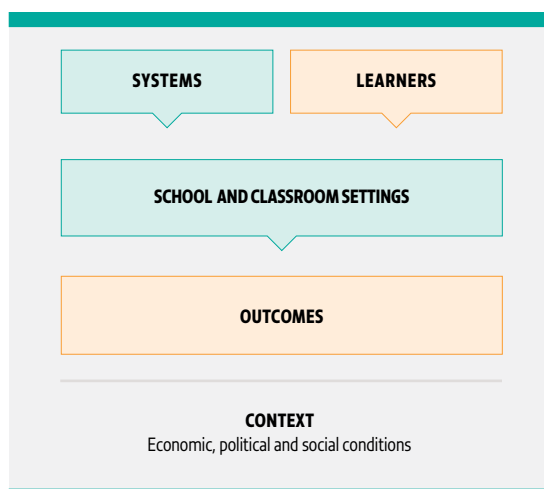 SYSTEMS
LEARNERS
SCHOOL AND CLASSROOM SETTINGS
OUTCOMES
CONTEXT
Economic, political and social conditions